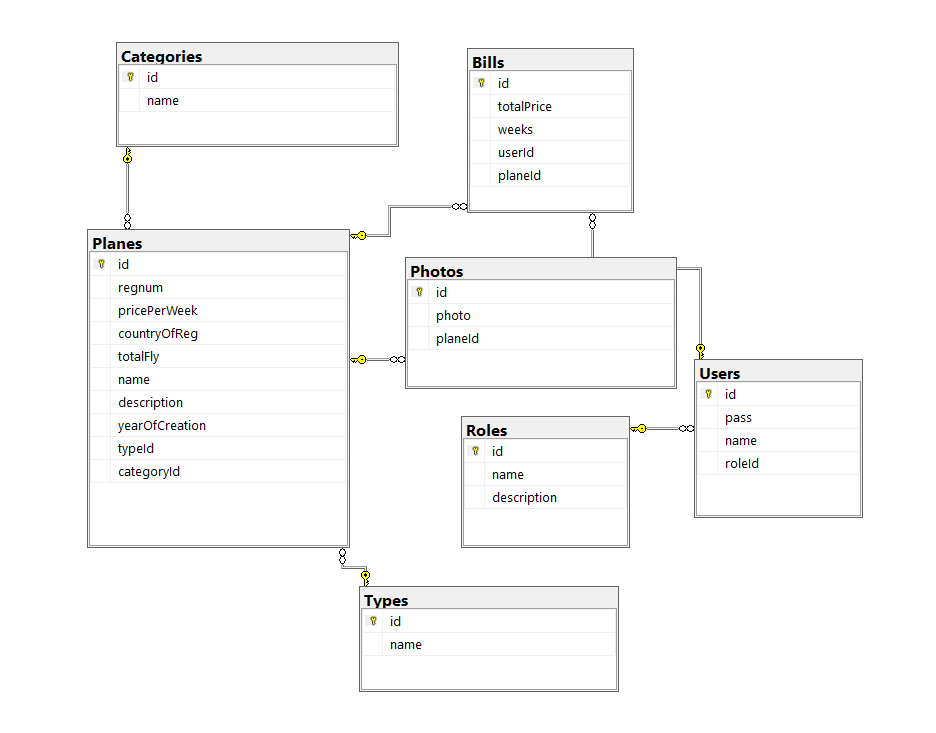 Categories
id
name
Bills
id
totalPrice
weeks
userId
planeId
Planes
id
regnum
pricePerWeek
countryOfReg
totalFly
name
description
yearOfCreation
typeId
categoryId
Photos
id
photo
planeId
Users
id
pass
name
roleId
Roles
id
name
description
Types
id
name